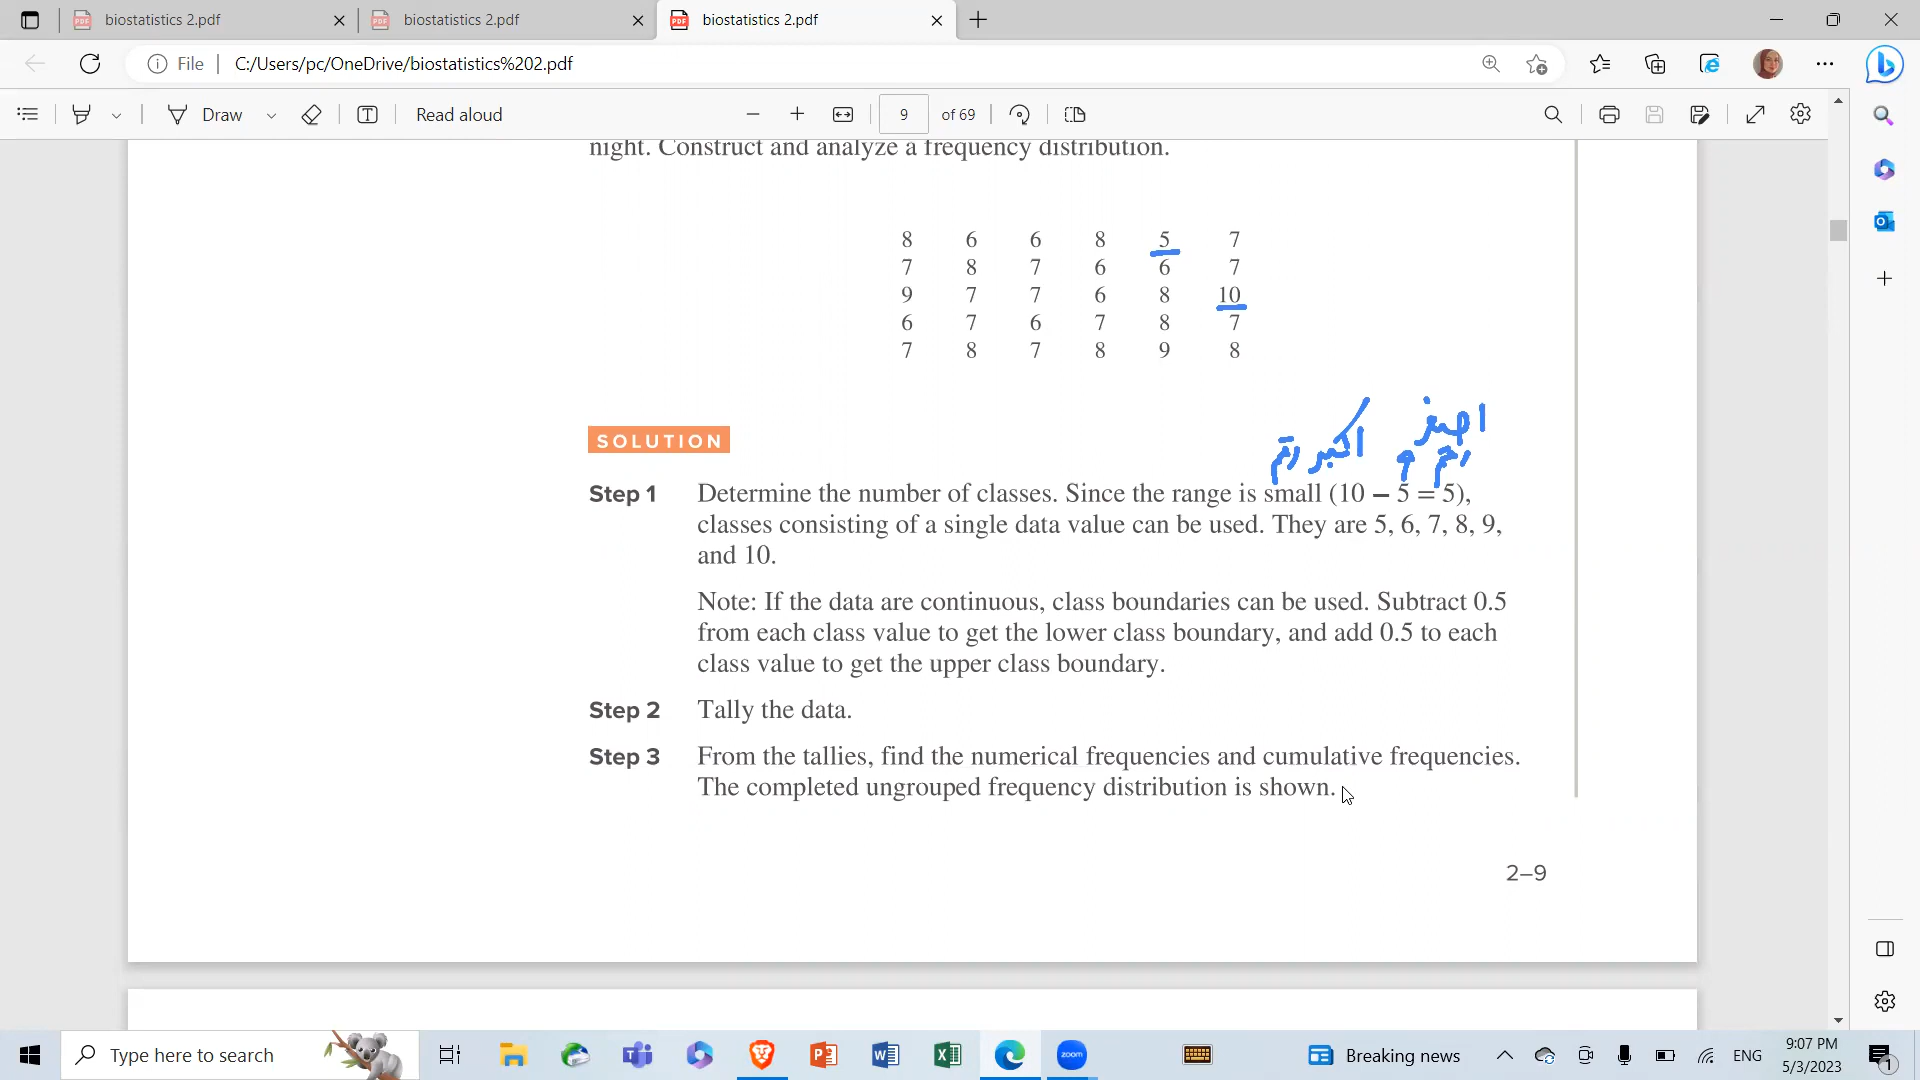 biostatistics 2.pdf
biostatistics 2.pdf
biostatistics 2.pdf
File
C:/Users/pc/OneDrive/biostatistics%202.pdf
Draw
Read aloud
9
of 69
night. Construct and analyze a frequency distribution.
8 6 6 8 5 7
7 8 7 6 6 7
9 7 7 6 8 10
6 7 6 7 8 7
7 8 7 8 9 8
اكبر رقم
اصغر رقم
SOLUTION
Step 1 Determine the number of classes. Since the range is small (10 − 5 = 5),
classes consisting of a single data value can be used. They are 5, 6, 7, 8, 9,
and 10.
Note: If the data are continuous, class boundaries can be used. Subtract 0.5
from each class value to get the lower class boundary, and add 0.5 to each
class value to get the upper class boundary.
Step 2 Tally the data.
Step 3 From the tallies, find the numerical frequencies and cumulative frequencies.
The completed ungrouped frequency distribution is shown.
2–9
Type here to search
zoom
Breaking news
ENG
9:07 PM
5/3/2023
1